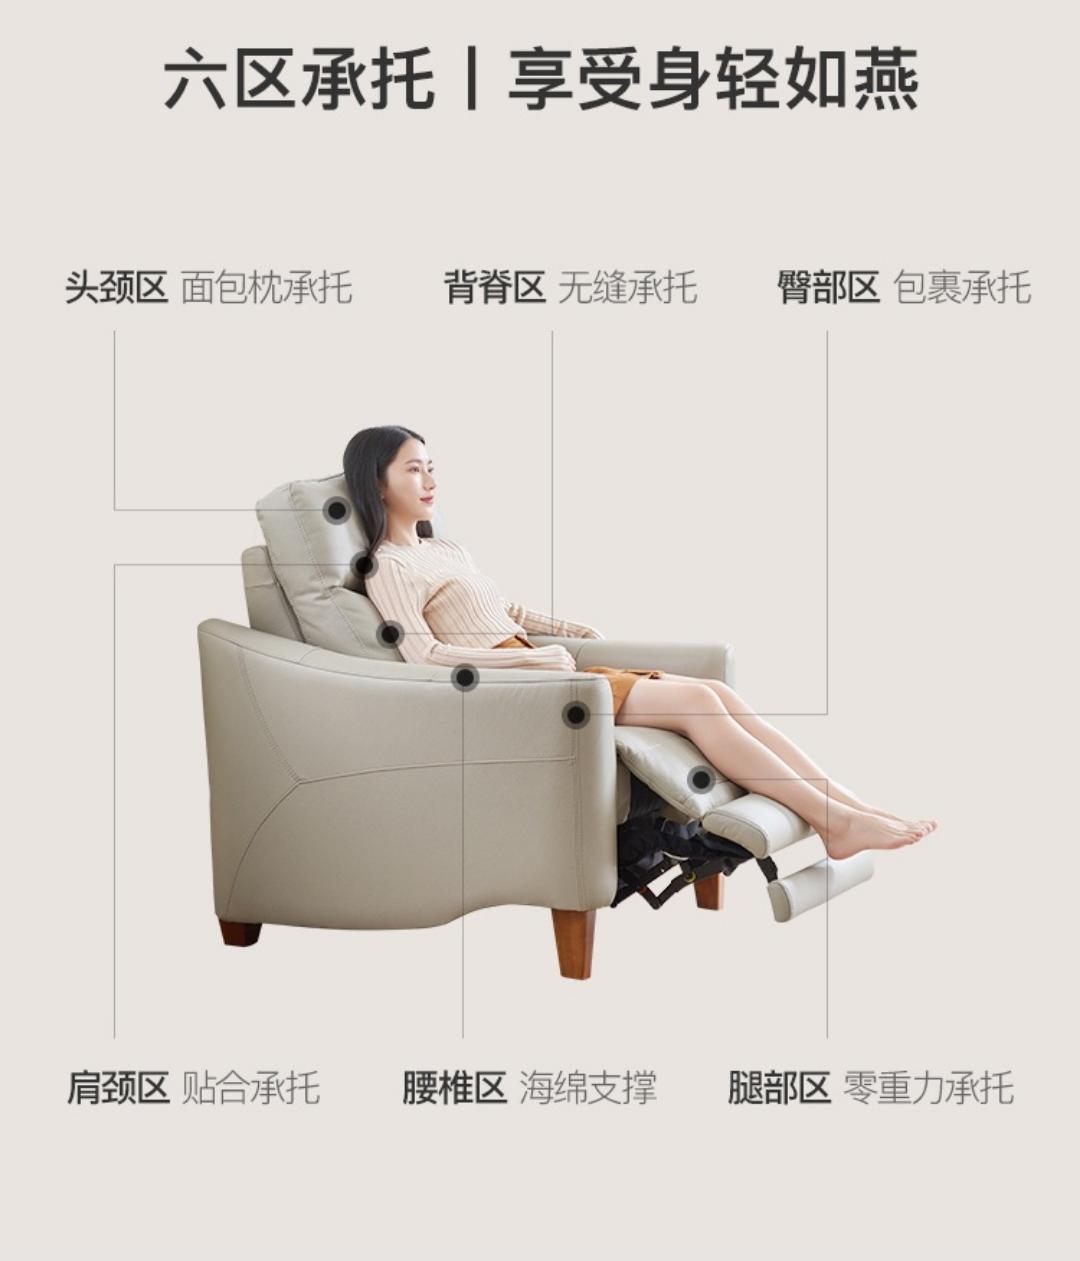 六区承托丨享受身轻如燕
头颈区 面包枕承托
背脊区 无缝承托
臀部区 包裹承托
肩颈区 贴合承托
腰椎区 海绵支撑
腿部区 零重力承托